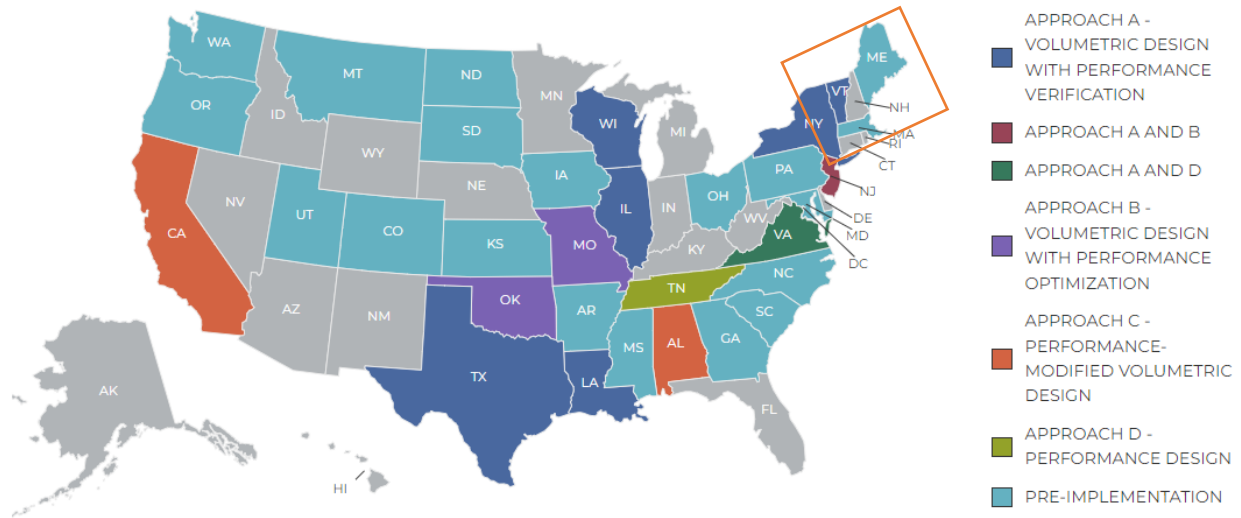 WA
MT
ND
MN
ME
VT
NH
OR
ID
SD
WI
MI
NY
MA
RI
CT
WY
IA
PA
NJ
NE
OH
NV
UT
CO
IL
IN
WV
DE
MD
DC
CA
KS
MO
KY
VA
NC
TN
AZ
NM
OK
AR
SC
MS
AL
GA
TX
LA
FL
AK
HI
APPROACH A -
VOLUMETRIC DESIGN
WITH PERFORMANCE
VERIFICATION
APPROACH A AND B
APPROACH A AND D
APPROACH B -
VOLUMETRIC DESIGN
WITH PERFORMANCE
OPTIMIZATION
APPROACH C -
PERFORMANCE-
MODIFIED VOLUMETRIC
DESIGN
APPROACH D -
PERFORMANCE DESIGN
PRE-IMPLEMENTATION